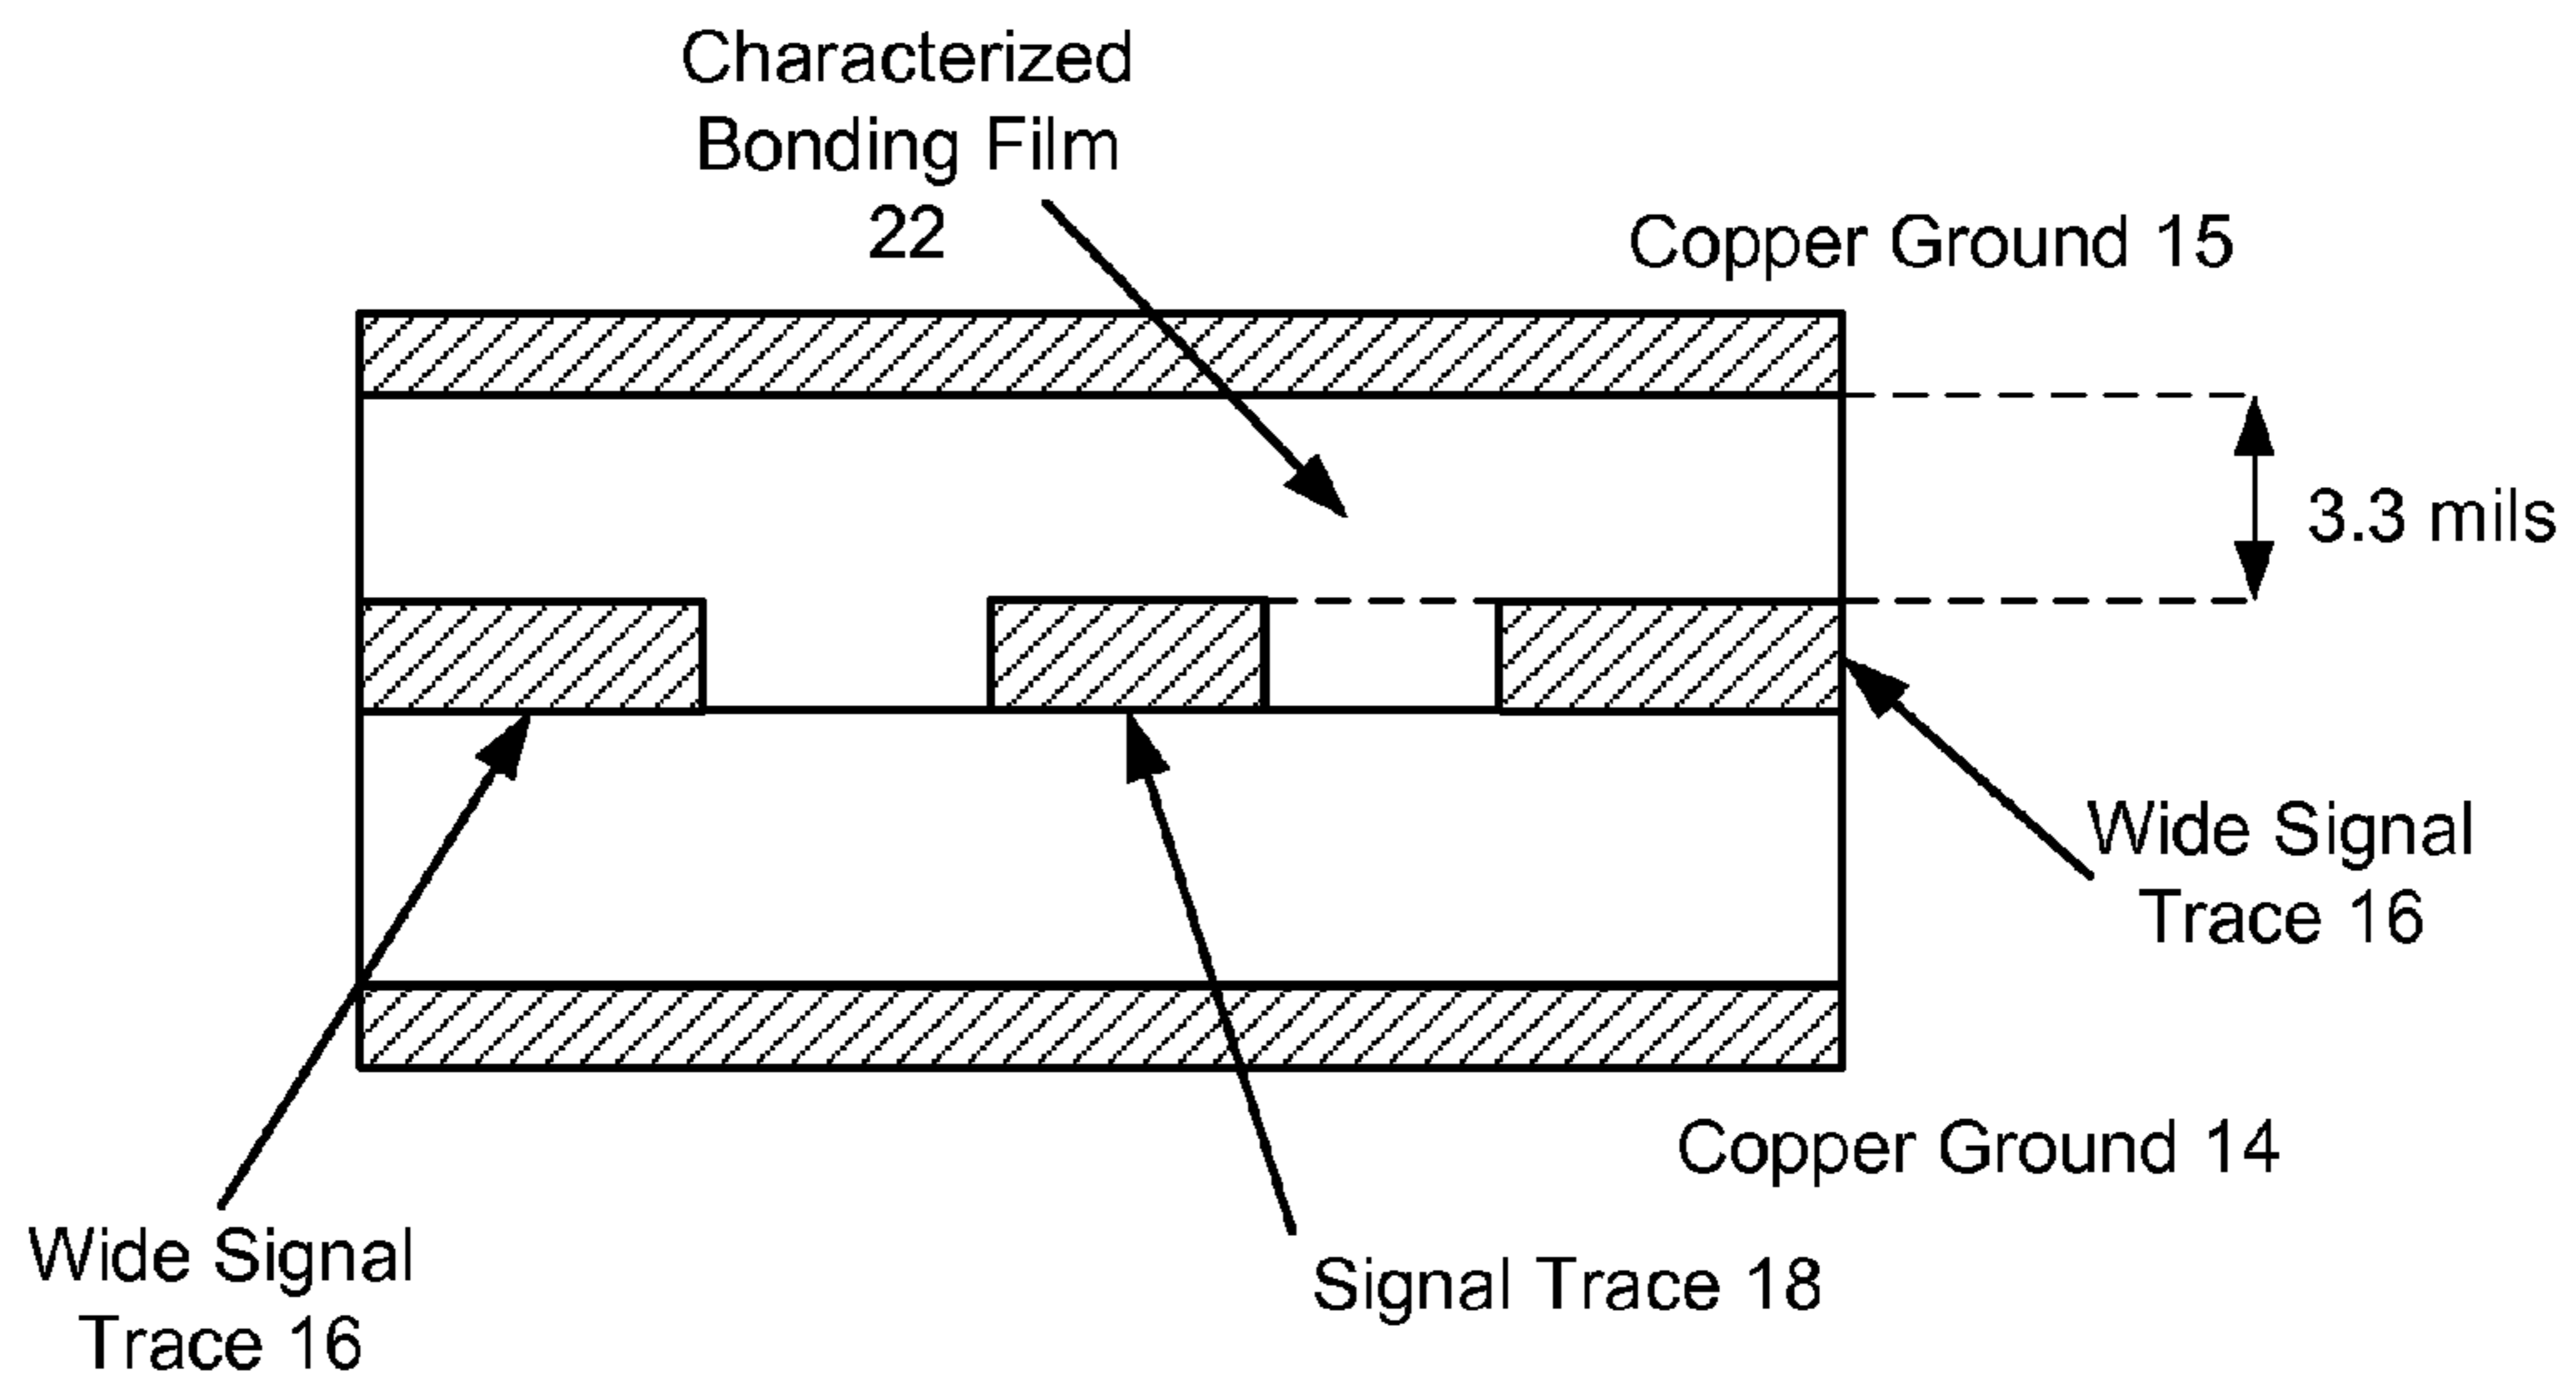 Characterized
Bonding Film
22
Copper Ground 15
3.3 mils
Wide Signal
Trace 16
Copper Ground 14
Wide Signal
Trace 16
Signal Trace 18